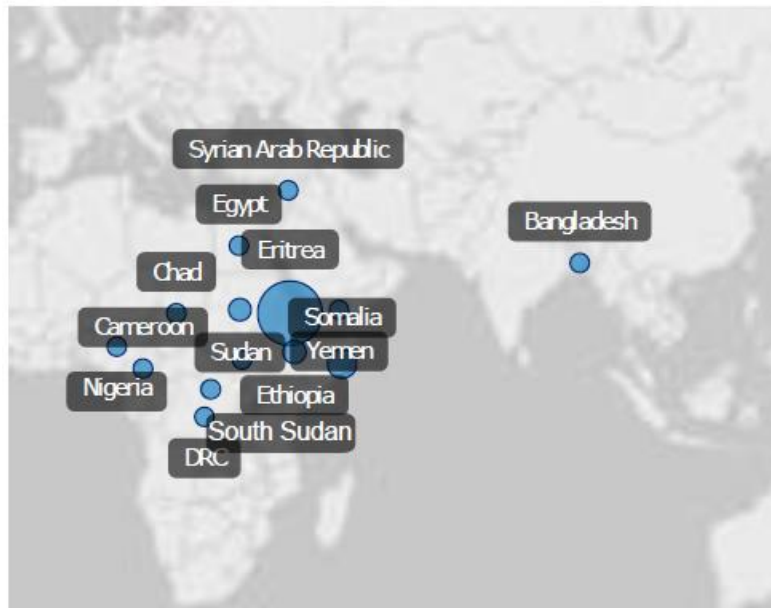 Syrian Arab Republic
Egypt
Bangladesh
Eritrea
Chad
Somalia
Cameroon
Sudan
Yemen
Nigeria
Ethiopia
South Sudan
DRC